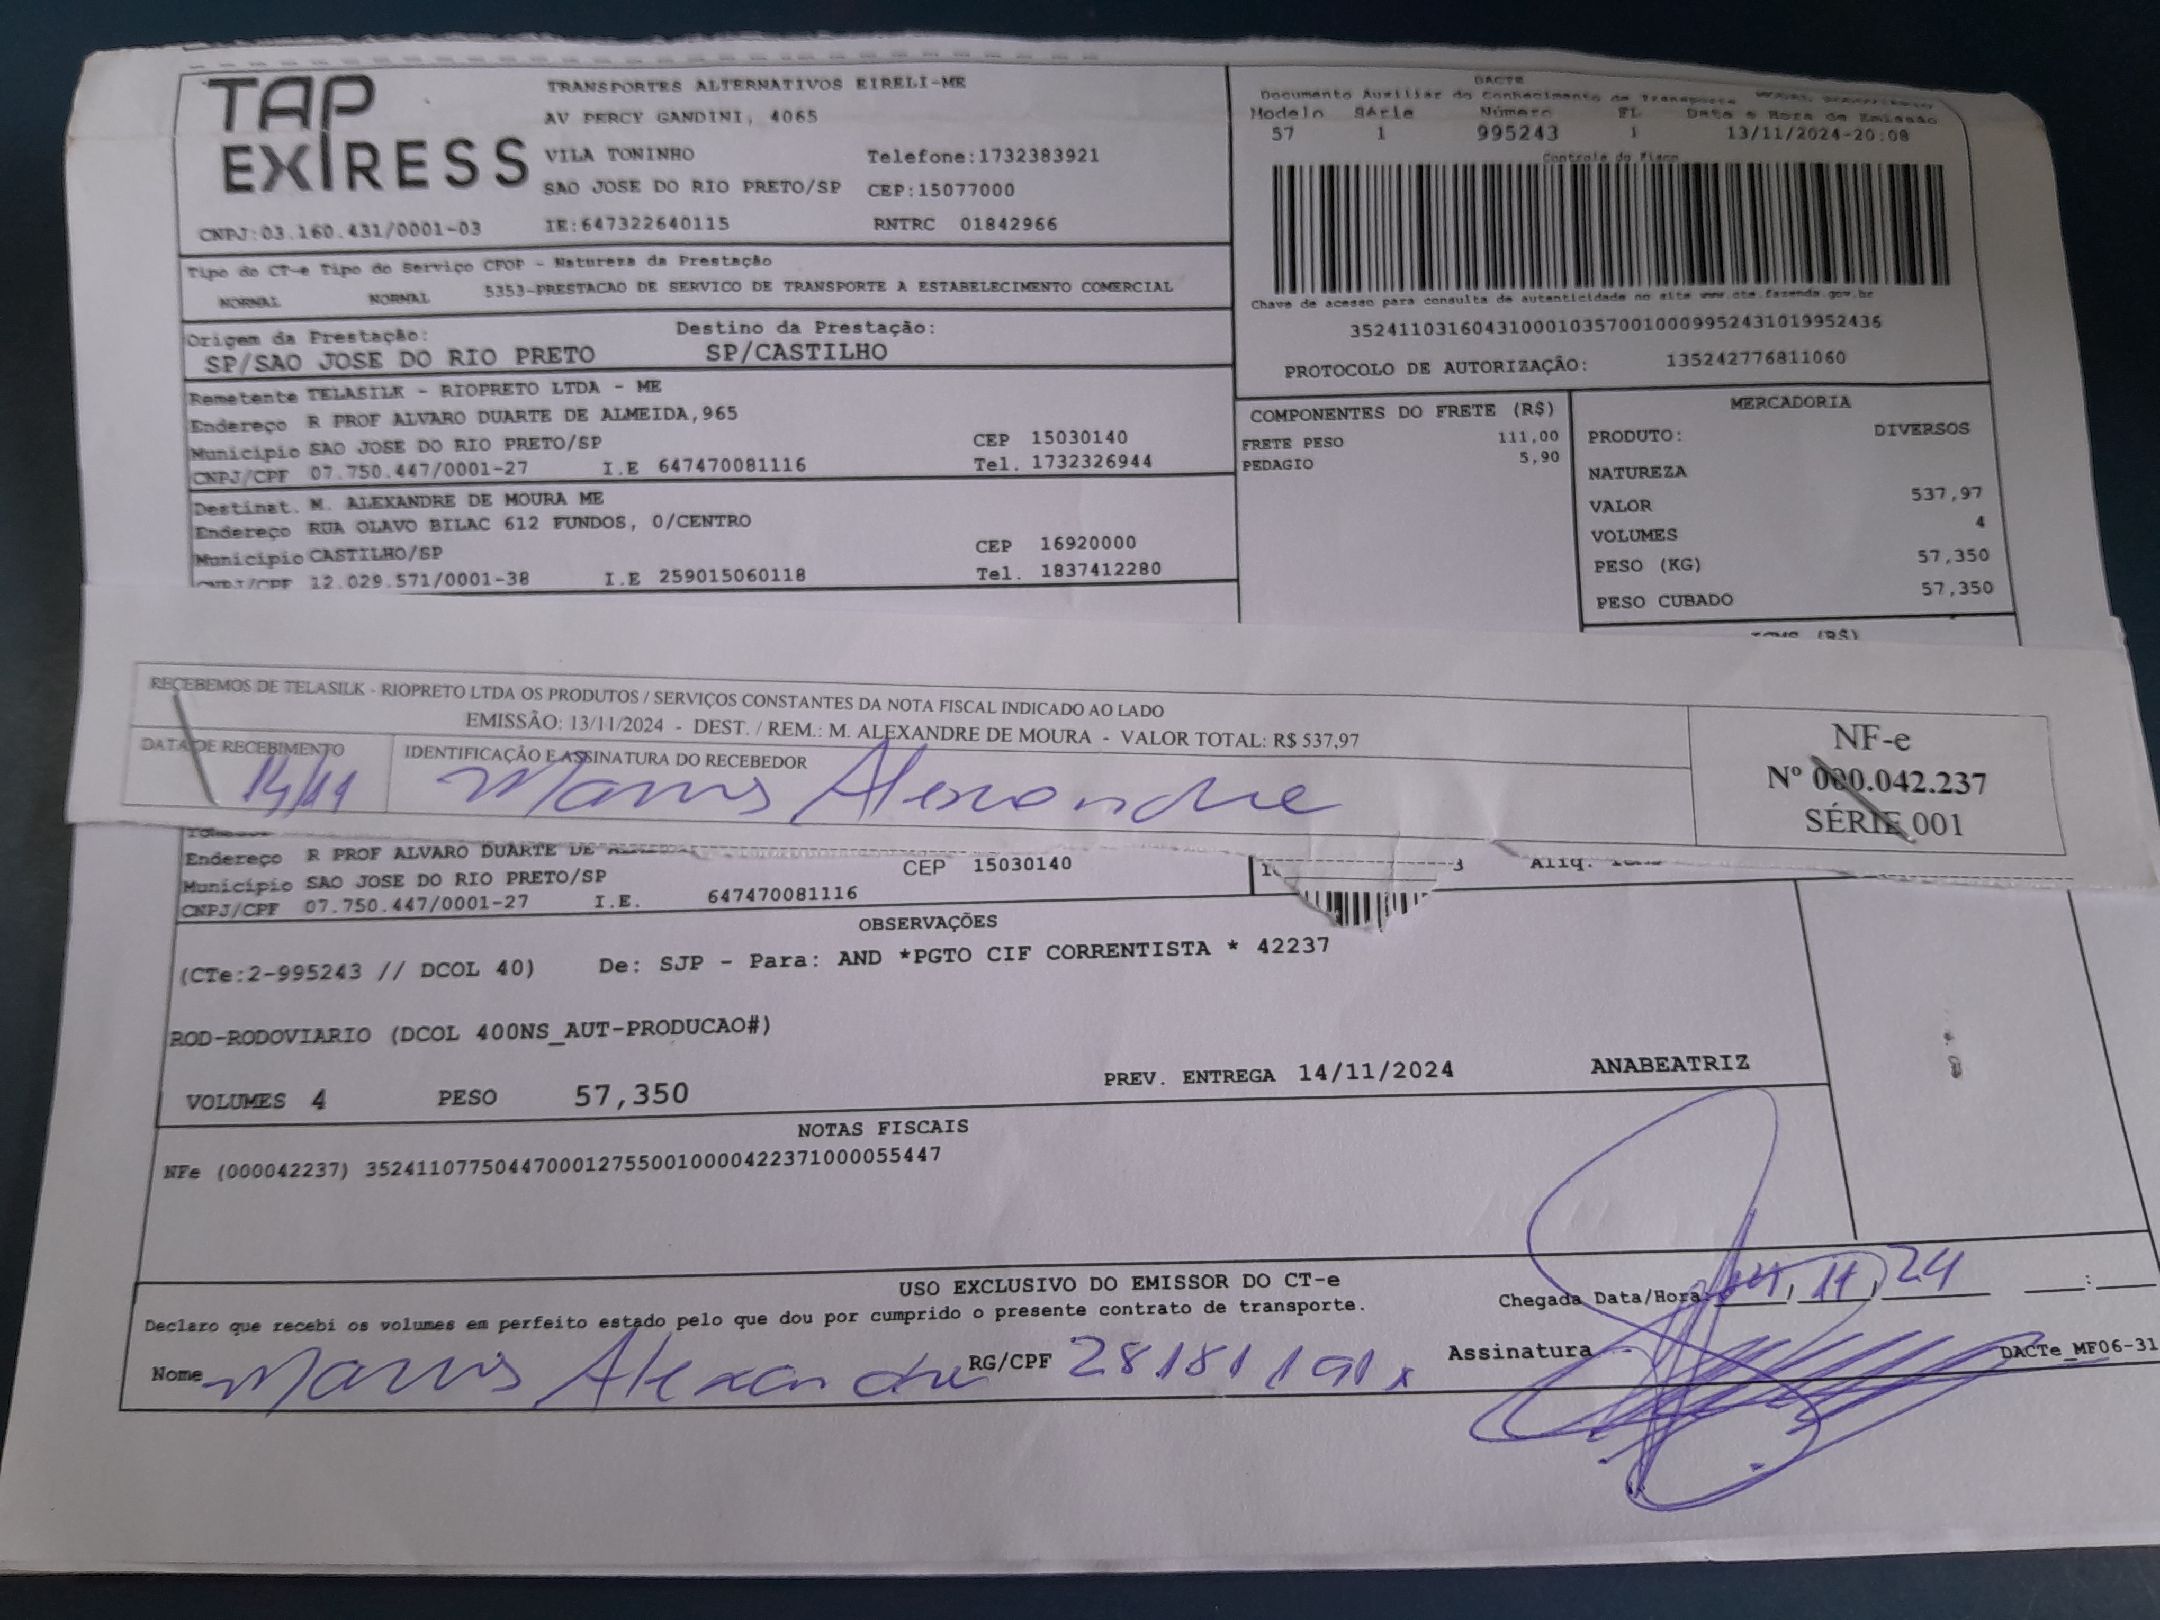 TAP
EXPRESS
TRANSPORTES ALTERNATIVOS EIRELI-ME
AV PERCY GANDINI, 4065
VILA TONINHO Telefone:1732383921
SAO JOSE DO RIO PRETO/SP CEP:15077000
CNPJ:03.160.431/0001-03 IE:647322640115 RNTRC 01842966
DACTE
Documento Auxiliar do Conhecimento de Transporte
Modelo Série Número FL Data e Hora de Emissão
57 1 995243 1 13/11/2024-20:08
Controle do Fisco
Chave de acesso para consulta de autenticidade no site www.cte.fazenda.gov.br
35241103160431000103570010009952431019952436
PROTOCOLO DE AUTORIZAÇÃO: 135242776811060
Tipo do CT-e Tipo do Serviço CFOP - Natureza da Prestação
NORMAL NORMAL 5353-PRESTACAO DE SERVICO DE TRANSPORTE A ESTABELECIMENTO COMERCIAL
Origem da Prestação: Destino da Prestação:
SP/SAO JOSE DO RIO PRETO SP/CASTILHO
Remetente TELASILK - RIOPRETO LTDA - ME
Endereço R PROF ALVARO DUARTE DE ALMEIDA,965
Município SAO JOSE DO RIO PRETO/SP CEP 15030140
CNPJ/CPF 07.750.447/0001-27 I.E 647470081116 Tel. 1732326944
Destinat. M. ALEXANDRE DE MOURA ME
Endereço RUA OLAVO BILAC 612 FUNDOS, 0/CENTRO
Município CASTILHO/SP CEP 16920000
CNPJ/CPF 12.029.571/0001-38 I.E 259015060118 Tel. 1837412280
COMPONENTES DO FRETE (R$)
FRETE PESO 111,00
PEDAGIO 5,90
MERCADORIA
PRODUTO: DIVERSOS
NATUREZA
VALOR 537,97
VOLUMES 4
PESO (KG) 57,350
PESO CUBADO 57,350
(R$)
RECEBEMOS DE TELASILK - RIOPRETO LTDA OS PRODUTOS / SERVIÇOS CONSTANTES DA NOTA FISCAL INDICADO AO LADO
EMISSÃO: 13/11/2024 - DEST. / REM.: M. ALEXANDRE DE MOURA - VALOR TOTAL: R$ 537,97
DATA DE RECEBIMENTO IDENTIFICAÇÃO E ASSINATURA DO RECEBEDOR
14/11 Marcos Alexandre
NF-e
Nº 000.042.237
SÉRIE 001
Endereço R PROF ALVARO DUARTE DE
Município SAO JOSE DO RIO PRETO/SP CEP 15030140
CNPJ/CPF 07.750.447/0001-27 I.E. 647470081116
Aliq.
OBSERVAÇÕES
(CTe:2-995243 // DCOL 40) De: SJP - Para: AND *PGTO CIF CORRENTISTA * 42237
ROD-RODOVIARIO (DCOL 400NS_AUT-PRODUCAO#)
VOLUMES 4 PESO 57,350 PREV. ENTREGA 14/11/2024 ANABEATRIZ
NOTAS FISCAIS
NFe (000042237) 35241107750447000127550010000422371000055447
USO EXCLUSIVO DO EMISSOR DO CT-e
Declaro que recebi os volumes em perfeito estado pelo que dou por cumprido o presente contrato de transporte.
Chegada Data/Hora: 14, 11, 24 :
Nome Marcos Alexandre RG/CPF Assinatura
DACTe_MF06-31